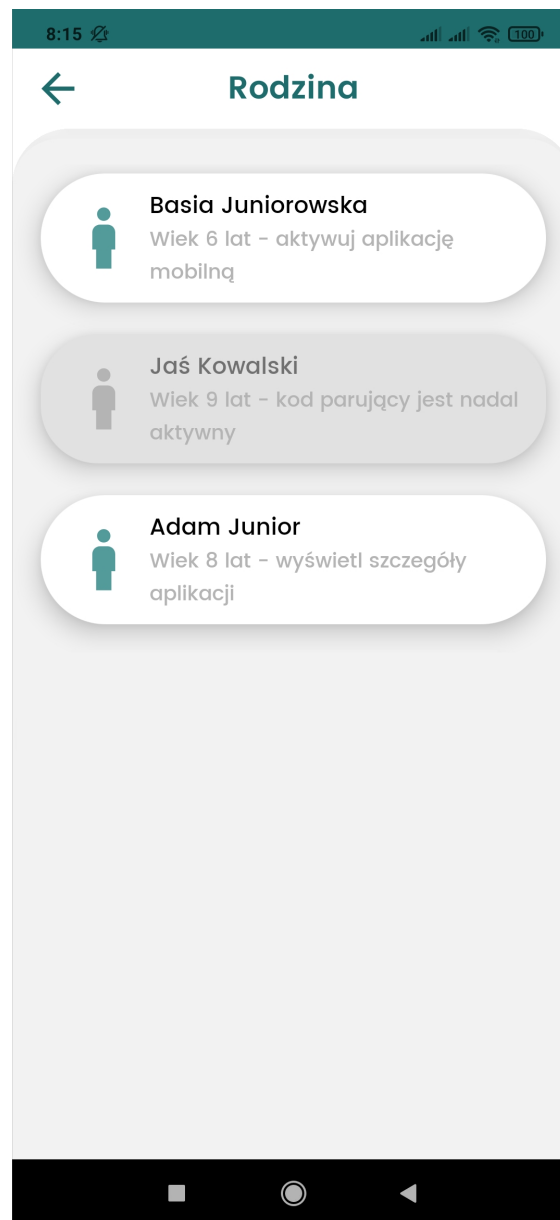 8:15
100
Rodzina
Basia Juniorowska
Wiek 6 lat - aktywuj aplikację
mobilną
Jaś Kowalski
Wiek 9 lat - kod parujący jest nadal
aktywny
Adam Junior
Wiek 8 lat - wyświetl szczegóły
aplikacji